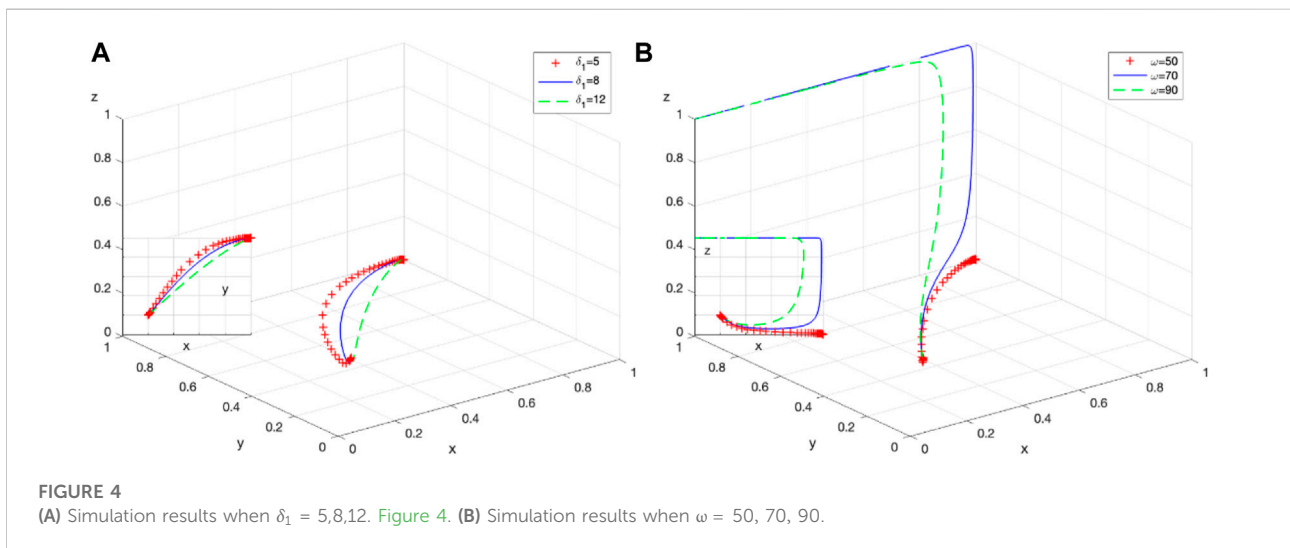 A
δ₁=5
δ₁=8
δ₁=12
z
1
0.8
0.6
0.4
0.2
0
1
0.8
0.6
0.4
0.2
0
y
0
0.2
0.4
0.6
0.8
1
x
y
x
B
ω=50
ω=70
ω=90
z
1
0.8
0.6
0.4
0.2
0
1
0.8
0.6
0.4
0.2
0
y
0
0.2
0.4
0.6
0.8
1
x
z
x
FIGURE 4
(A) Simulation results when δ₁ = 5,8,12. Figure 4. (B) Simulation results when ω = 50, 70, 90.